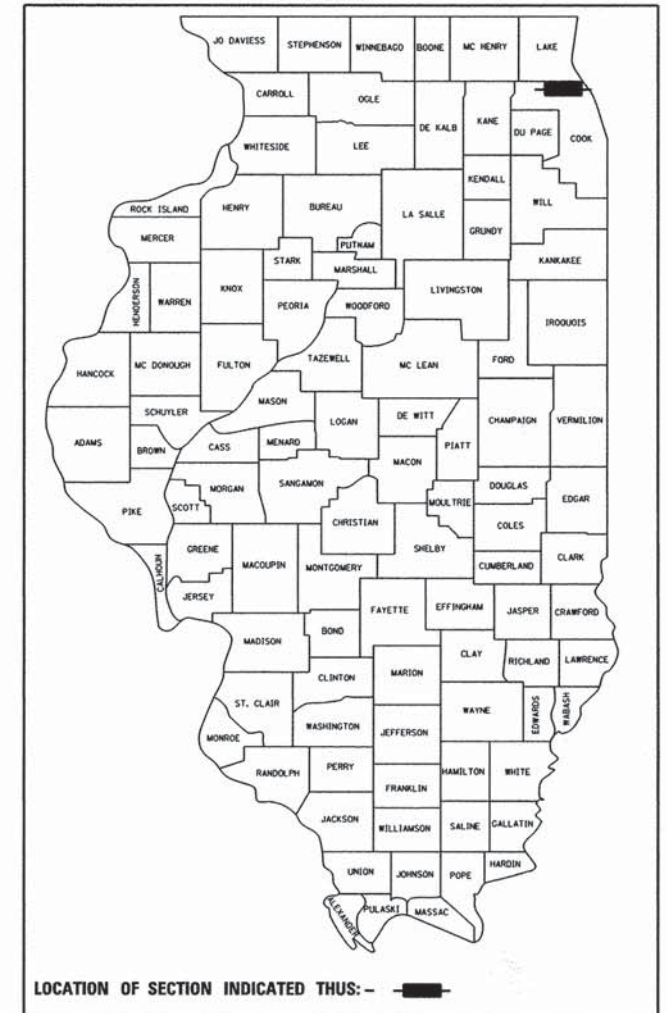 JO DAVIESS
STEPHENSON
WINNEBAGO
BOONE
MC HENRY
LAKE
CARROLL
OGLE
DE KALB
KANE
DU PAGE
COOK
WHITESIDE
LEE
KENDALL
WILL
ROCK ISLAND
HENRY
BUREAU
LA SALLE
GRUNDY
MERCER
PUTNAM
STARK
MARSHALL
KANKAKEE
HENDERSON
WARREN
KNOX
PEORIA
WOODFORD
LIVINGSTON
IROQUOIS
HANCOCK
MC DONOUGH
FULTON
TAZEWELL
MC LEAN
FORD
MASON
SCHUYLER
LOGAN
DE WITT
CHAMPAIGN
VERMILION
ADAMS
BROWN
CASS
MENARD
PIATT
MACON
PIKE
SCOTT
MORGAN
SANGAMON
CHRISTIAN
MOULTRIE
DOUGLAS
EDGAR
COLES
CALHOUN
GREENE
MACOUPIN
MONTGOMERY
SHELBY
CUMBERLAND
CLARK
JERSEY
FAYETTE
EFFINGHAM
JASPER
CRAWFORD
MADISON
BOND
CLAY
RICHLAND
LAWRENCE
CLINTON
MARION
ST. CLAIR
WAYNE
EDWARDS
WABASH
MONROE
WASHINGTON
JEFFERSON
RANDOLPH
PERRY
HAMILTON
WHITE
FRANKLIN
JACKSON
WILLIAMSON
SALINE
GALLATIN
UNION
JOHNSON
POPE
HARDIN
ALEXANDER
PULASKI
MASSAC
LOCATION OF SECTION INDICATED THUS: -